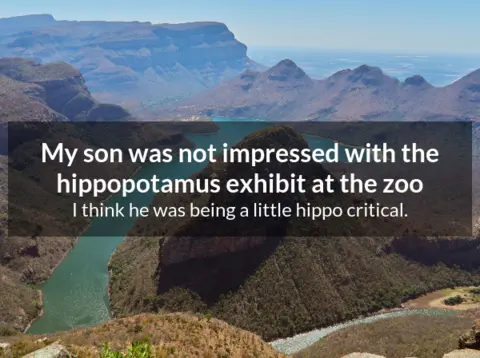 My son was not impressed with the
hippopotamus exhibit at the zoo
I think he was being a little hippo critical.